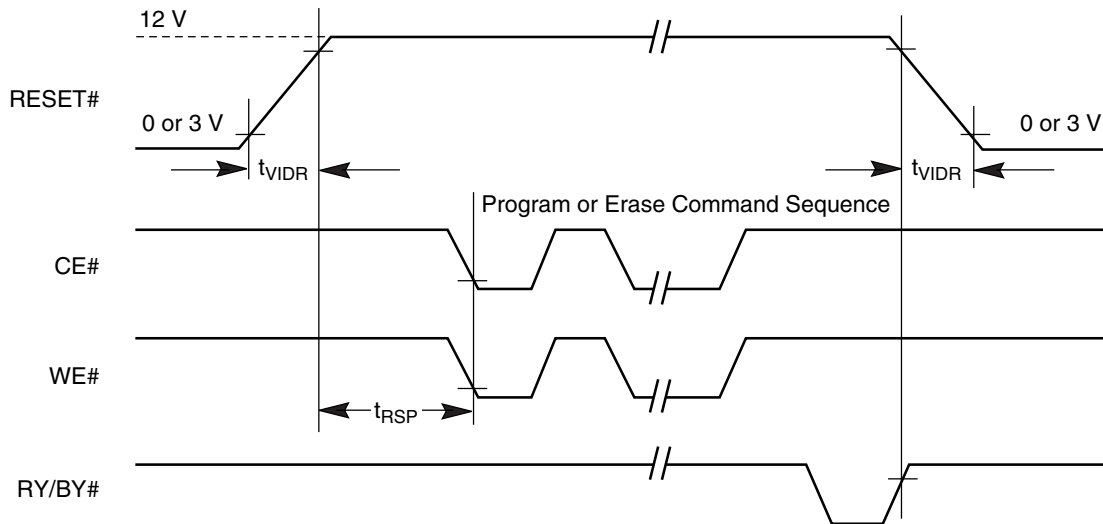 12 V
RESET#
0 or 3 V
0 or 3 V
tVIDR
tVIDR
Program or Erase Command Sequence
CE#
WE#
tRSP
RY/BY#